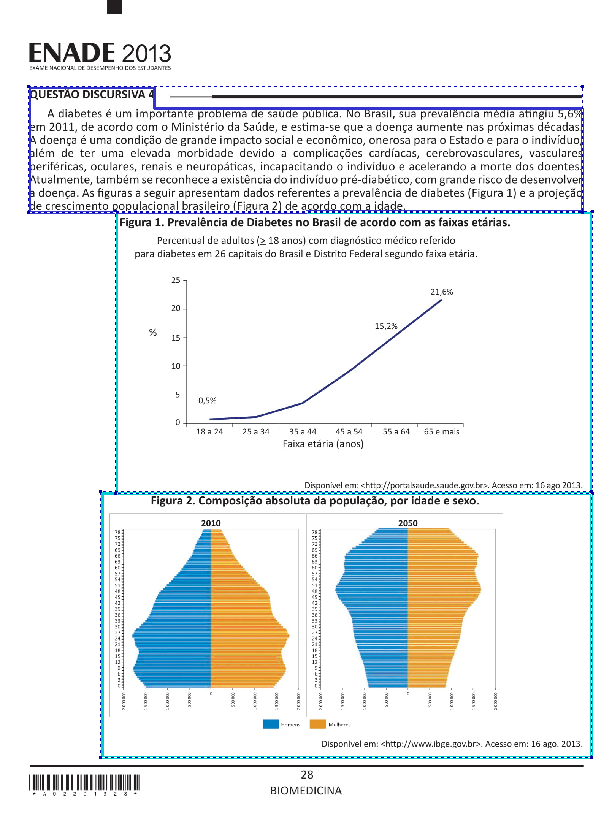 ENADE 2013
EXAME NACIONAL DE DESEMPENHO DOS ESTUDANTES
QUESTÃO DISCURSIVA 4
A diabetes é um importante problema de saúde pública. No Brasil, sua prevalência média atingiu 5,6%
em 2011, de acordo com o Ministério da Saúde, e estima-se que a doença aumente nas próximas décadas.
A doença é uma condição de grande impacto social e econômico, onerosa para o Estado e para o indivíduo,
além de ter uma elevada morbidade devido a complicações cardíacas, cerebrovasculares, vasculares
periféricas, oculares, renais e neuropáticas, incapacitando o indivíduo e acelerando a morte dos doentes.
Atualmente, também se reconhece a existência do indivíduo pré-diabético, com grande risco de desenvolver
a doença. As figuras a seguir apresentam dados referentes a prevalência de diabetes (Figura 1) e a projeção
de crescimento populacional brasileiro (Figura 2) de acordo com a idade.
Figura 1. Prevalência de Diabetes no Brasil de acordo com as faixas etárias.
Percentual de adultos (≥ 18 anos) com diagnóstico médico referido
para diabetes em 26 capitais do Brasil e Distrito Federal segundo faixa etária.
25
21,6%
20
15,2%
%
15
10
5
0,5%
0
18 a 24 25 a 34 35 a 44 45 a 54 55 a 64 65 e mais
Faixa etária (anos)
Disponível em: <http://portalsaude.saude.gov.br>. Acesso em: 16 ago 2013.
Figura 2. Composição absoluta da população, por idade e sexo.
2010 2050
Homens Mulheres
Disponível em: <http://www.ibge.gov.br>. Acesso em: 16 ago. 2013.
28
BIOMEDICINA